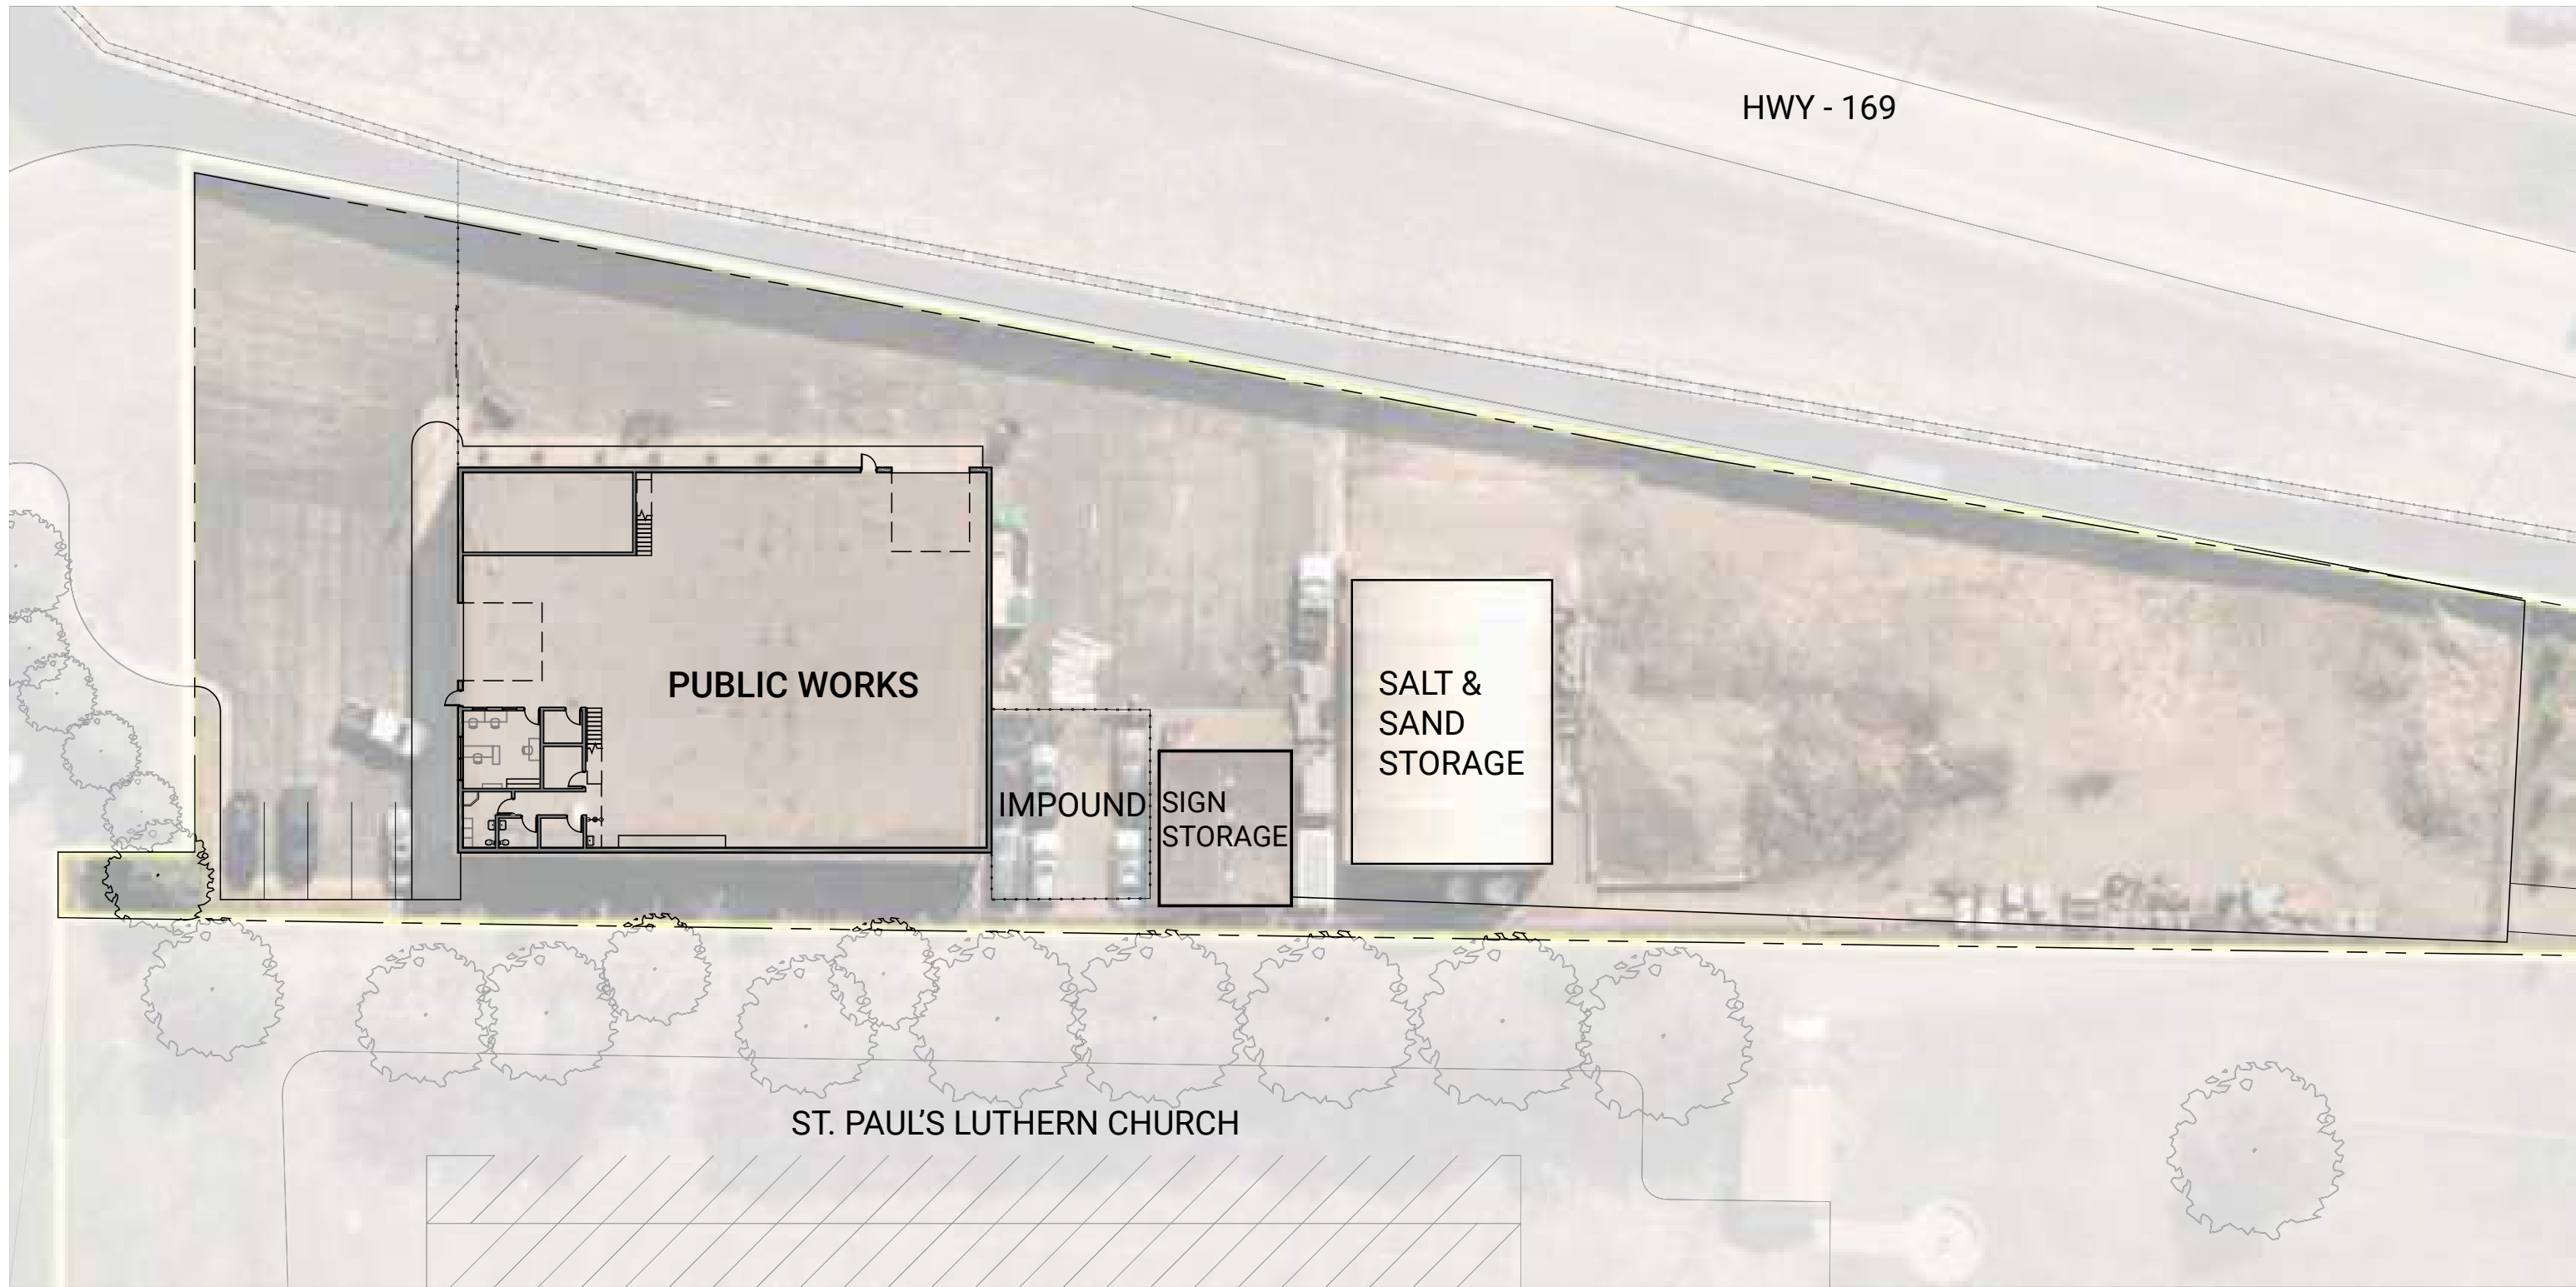 HWY - 169
PUBLIC WORKS
SALT &
SAND
STORAGE
IMPOUND
SIGN
STORAGE
ST. PAUL'S LUTHERN CHURCH